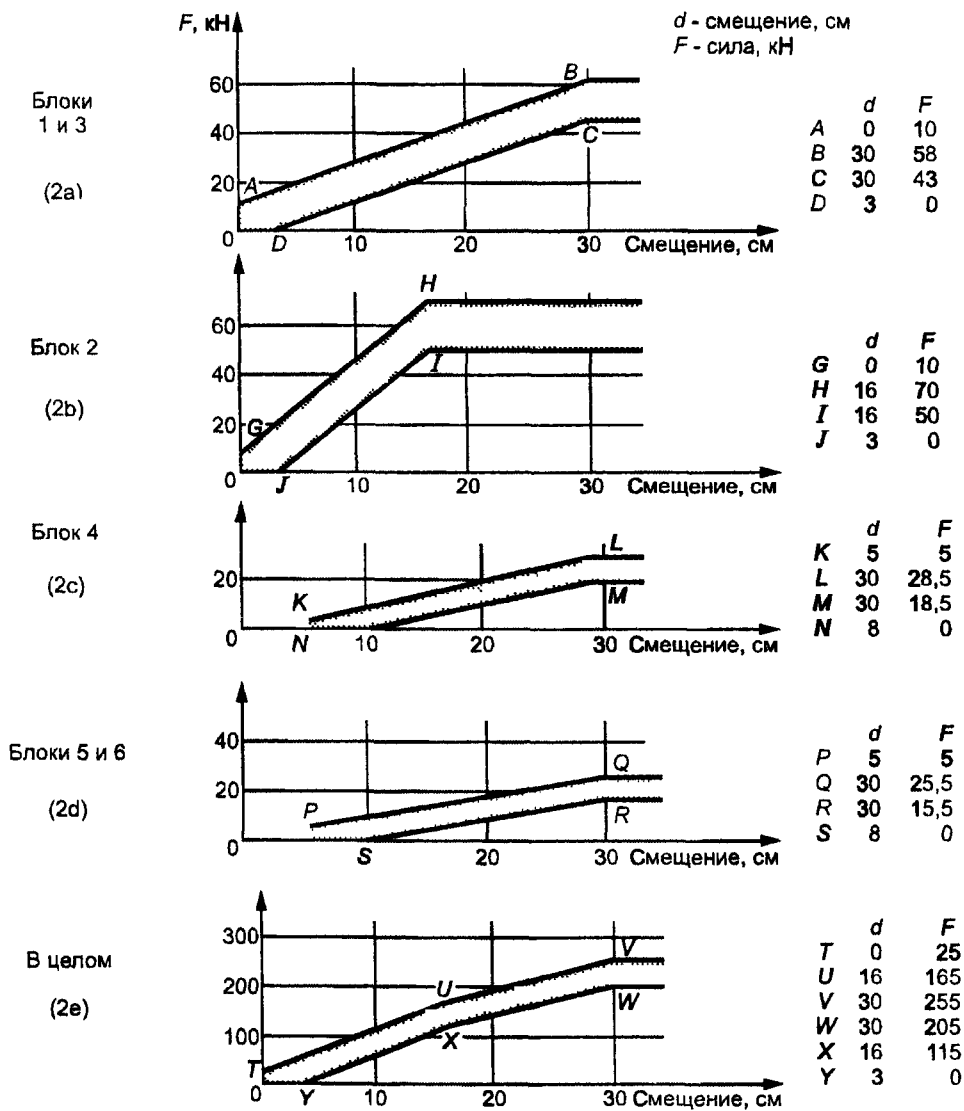 d - смещение, см
F - сила, кН
F, кН
Блоки
1 и 3
(2a)
60
40
20
0
A
B
C
D
10
20
30
Смещение, см
d F
A 0 10
B 30 58
C 30 43
D 3 0
Блок 2
(2b)
60
40
20
0
G
H
I
J
10
20
30
Смещение, см
d F
G 0 10
H 16 70
I 16 50
J 3 0
Блок 4
(2c)
20
0
K
L
M
N
10
20
30
Смещение, см
d F
K 5 5
L 30 28,5
M 30 18,5
N 8 0
Блоки 5 и 6
(2d)
40
20
0
P
Q
R
S
20
30
Смещение, см
d F
P 5 5
Q 30 25,5
R 30 15,5
S 8 0
В целом
(2e)
300
200
100
0
T
U
V
W
X
Y
10
20
30
Смещение, см
d F
T 0 25
U 16 165
V 30 255
W 30 205
X 16 115
Y 3 0